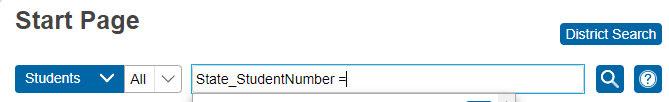 Start Page
District Search
Students All State_StudentNumber =